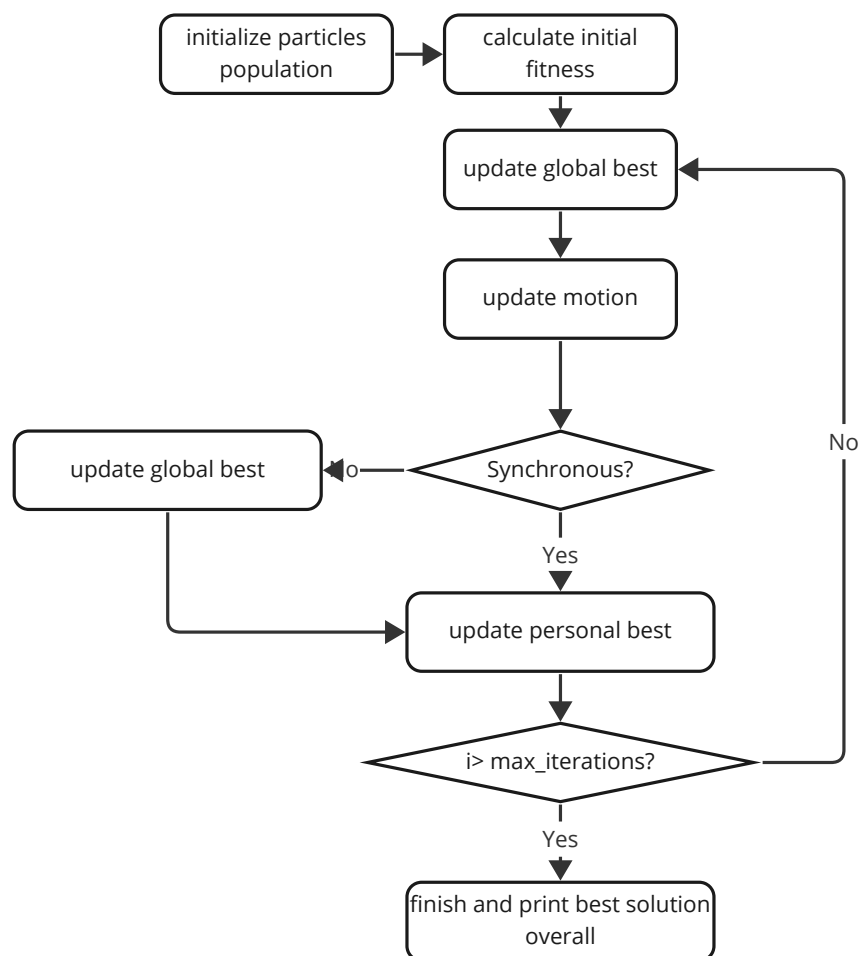 initialize particles
population
calculate initial
fitness
update global best
update motion
Synchronous?
No
update global best
Yes
update personal best
i> max_iterations?
No
Yes
finish and print best solution
overall